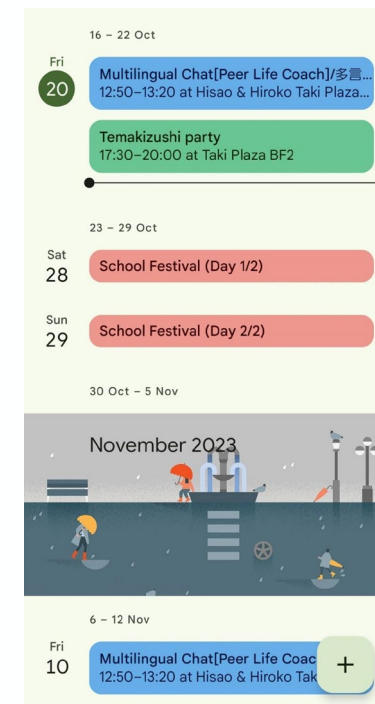 16 – 22 Oct
Fri
20
Multilingual Chat[Peer Life Coach]/多言...
12:50–13:20 at Hisao & Hiroko Taki Plaza...
Temakizushi party
17:30–20:00 at Taki Plaza BF2
23 – 29 Oct
Sat
28
School Festival (Day 1/2)
Sun
29
School Festival (Day 2/2)
30 Oct – 5 Nov
November 2023
6 – 12 Nov
Fri
10
Multilingual Chat[Peer Life Coac
12:50–13:20 at Hisao & Hiroko Tak
+